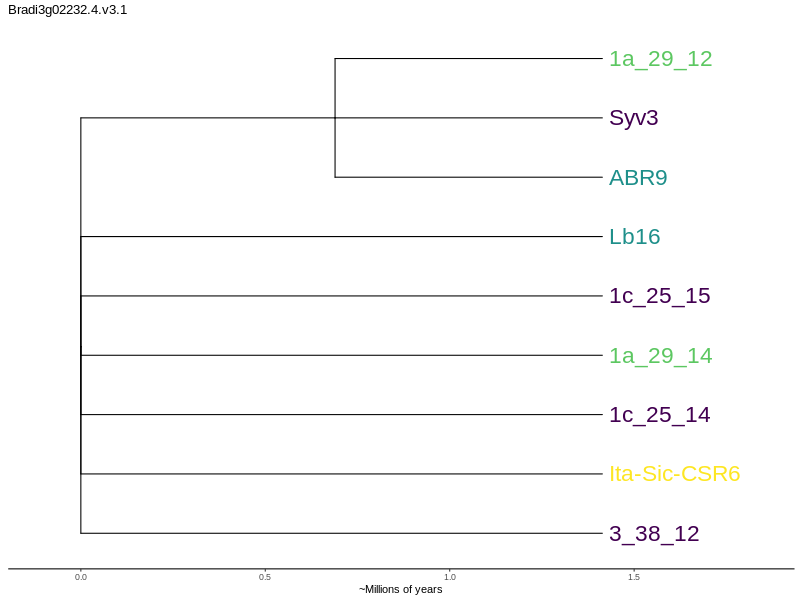 Bradi3g02232.4.v3.1
1a_29_12
Syv3
ABR9
Lb16
1c_25_15
1a_29_14
1c_25_14
Ita-Sic-CSR6
3_38_12
0.0 0.5 1.0 1.5
~Millions of years